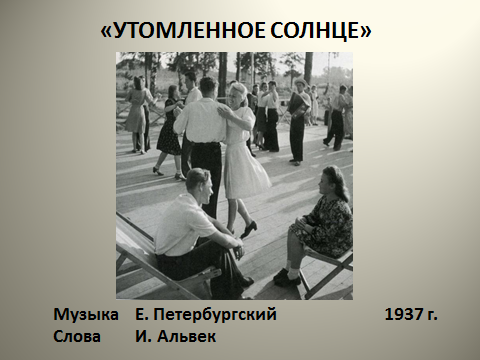 «УТОМЛЕННОЕ СОЛНЦЕ»
Музыка Е. Петербургский 1937 г.
Слова И. Альвек